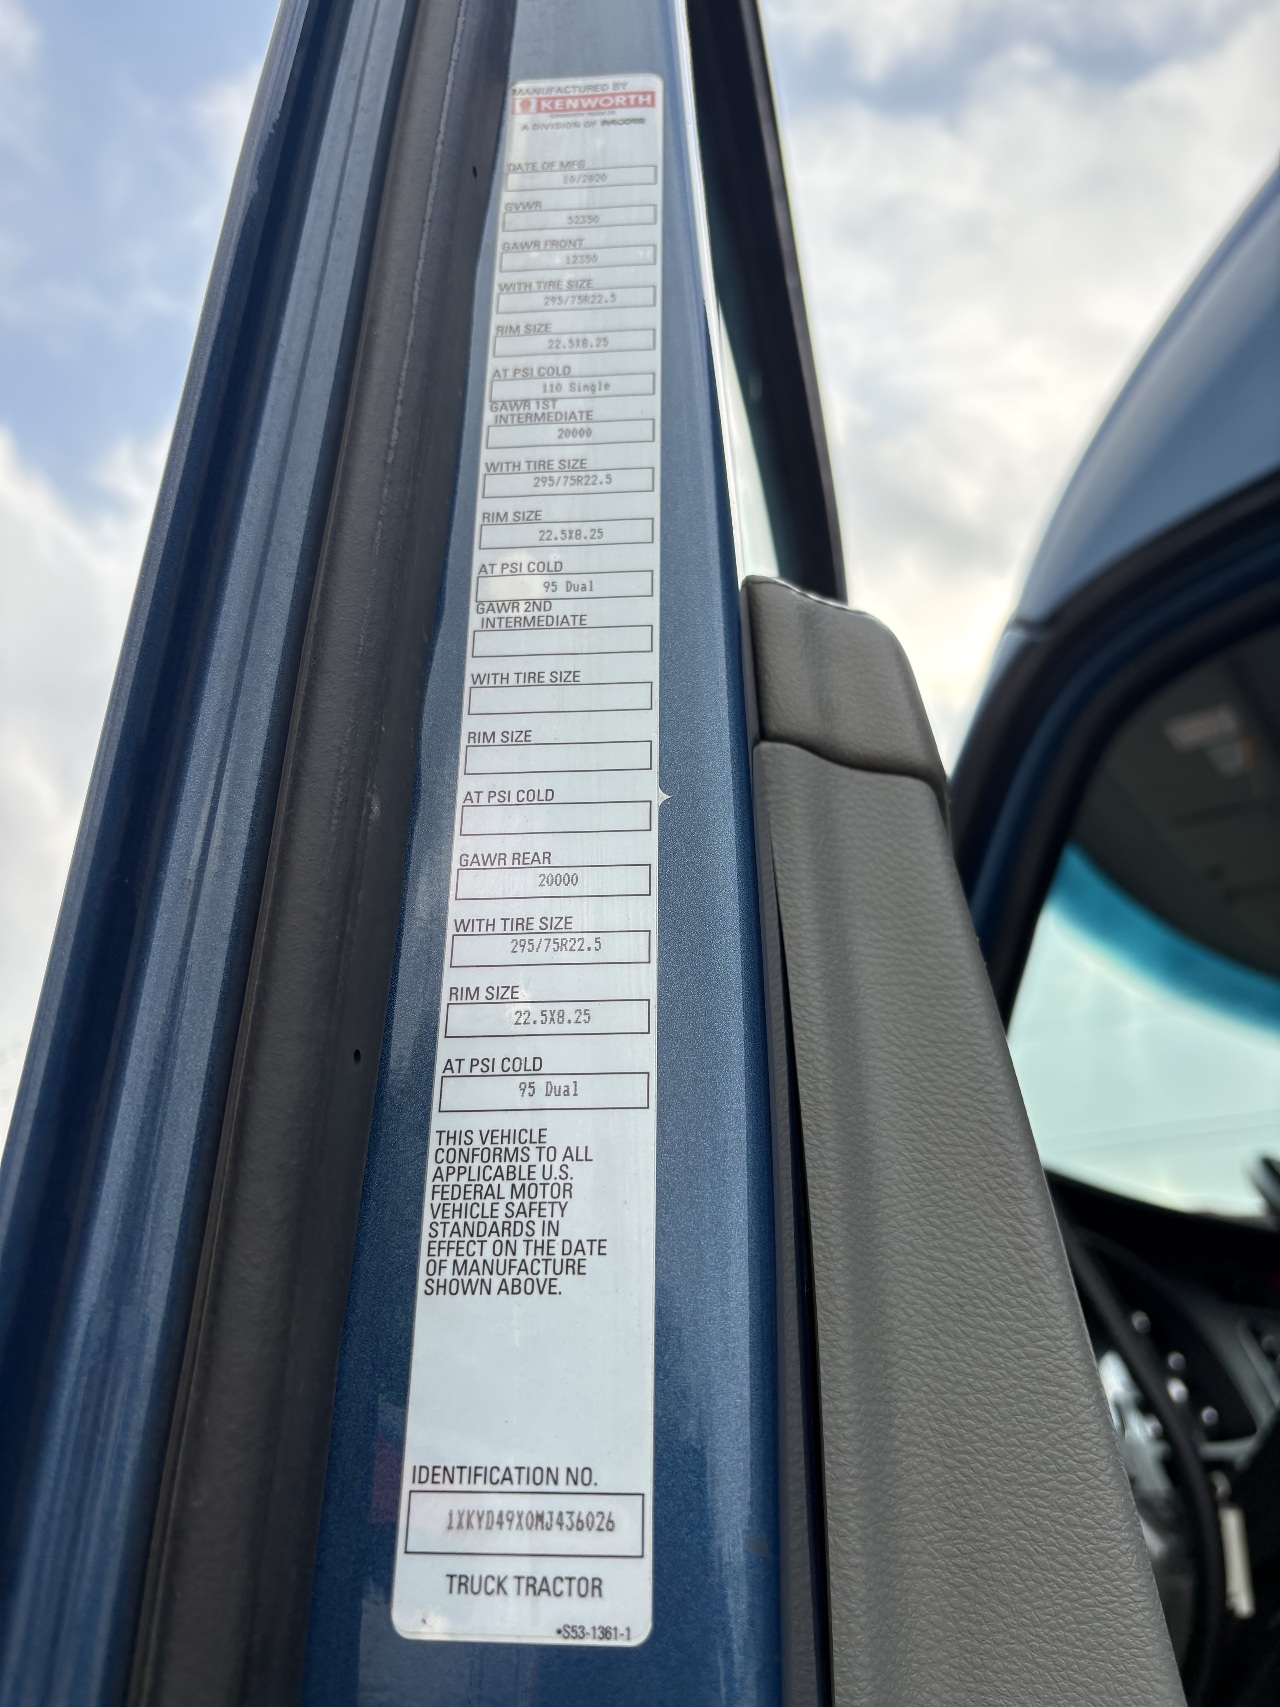 MANUFACTURED BY
KENWORTH
A DIVISION OF PACCAR
DATE OF MFG
10/2020
GVWR
52350
GAWR FRONT
12350
WITH TIRE SIZE
295/75R22.5
RIM SIZE
22.5X8.25
AT PSI COLD
110 Single
GAWR 1ST
INTERMEDIATE
20000
WITH TIRE SIZE
295/75R22.5
RIM SIZE
22.5X8.25
AT PSI COLD
95 Dual
GAWR 2ND
INTERMEDIATE
WITH TIRE SIZE
RIM SIZE
AT PSI COLD
GAWR REAR
20000
WITH TIRE SIZE
295/75R22.5
RIM SIZE
22.5X8.25
AT PSI COLD
95 Dual
THIS VEHICLE
CONFORMS TO ALL
APPLICABLE U.S.
FEDERAL MOTOR
VEHICLE SAFETY
STANDARDS IN
EFFECT ON THE DATE
OF MANUFACTURE
SHOWN ABOVE.
IDENTIFICATION NO.
1XKYD49X0MJ436026
TRUCK TRACTOR
•S53-1361-1